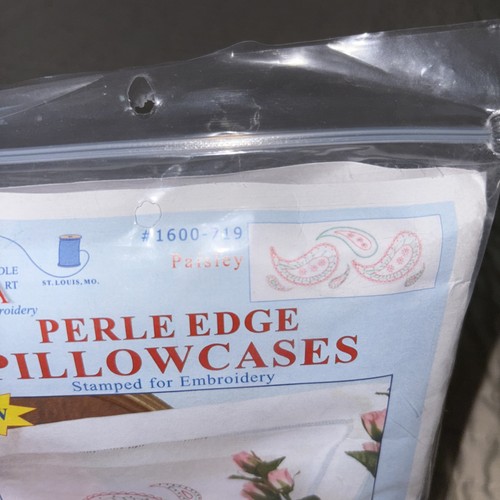 #1600-719
Paisley
ST. LOUIS, MO.
PERLE EDGE
PILLOWCASES
Stamped for Embroidery